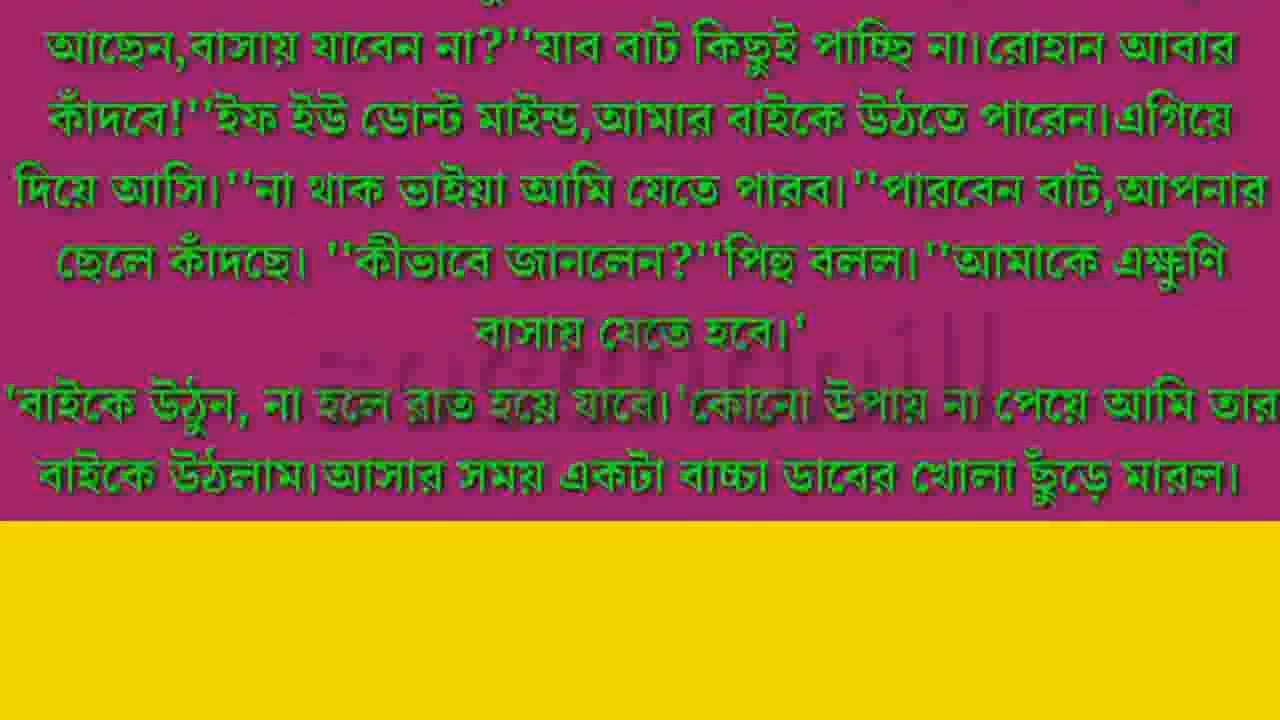 আছেন,বাসায় যাবেন না?''যাব বাট কিছুই পাচ্ছি না।রোহান আবার
কাঁদবে!''ইফ ইউ ডোন্ট মাইন্ড,আমার বাইকে উঠতে পারেন।এগিয়ে
দিয়ে আসি।''না থাক ভাইয়া আমি যেতে পারব।''পারবেন বাট,আপনার
ছেলে কাঁদছে। ''কীভাবে জানলেন?''পিহু বলল।''আমাকে এক্ষুণি
বাসায় যেতে হবে।'
'বাইকে উঠুন, না হলে রাত হয়ে যাবে।'কোনো উপায় না পেয়ে আমি তার
বাইকে উঠলাম।আসার সময় একটা বাচ্চা ডাবের খোলা ছুঁড়ে মারল।